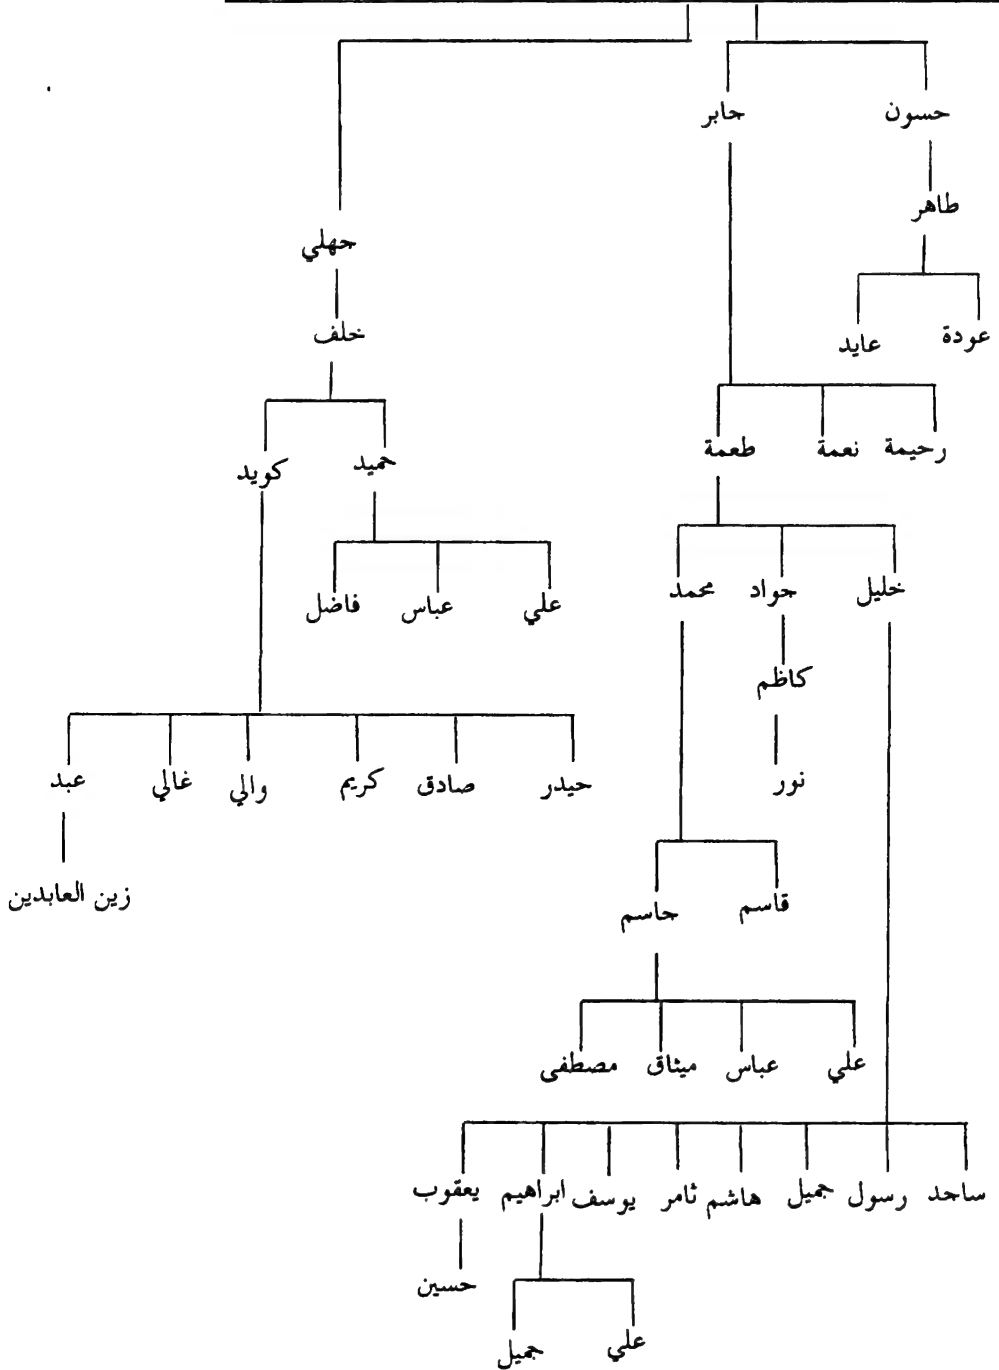 حسون
جابر
طاهر
جهلي
عودة
عايد
خلف
رحيمة
نعمة
طعمة
حميد
كويد
خليل
جواد
محمد
علي
عباس
فاضل
كاظم
نور
حيدر
صادق
كريم
والي
غالي
عبد
زين العابدين
قاسم
جاسم
علي
عباس
ميثاق
مصطفى
ساجد
رسول
جميل
هاشم
ثامر
يوسف
ابراهيم
يعقوب
حسين
علي
جميل